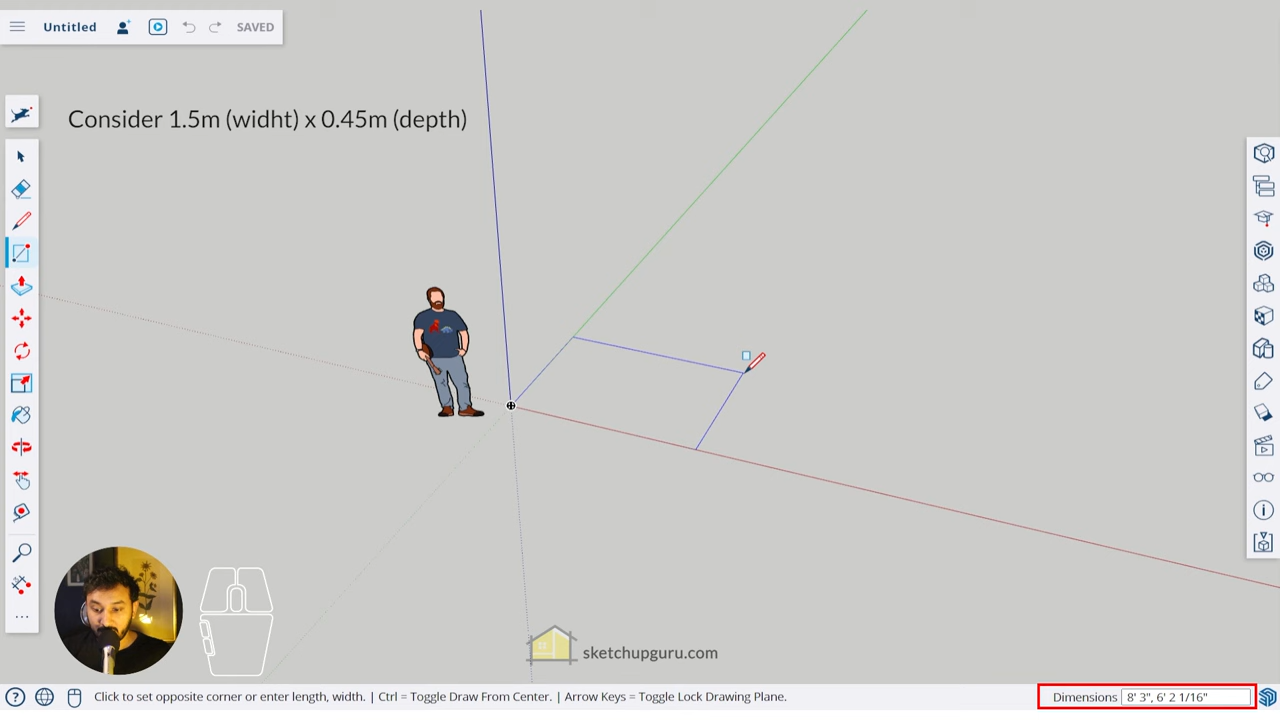 Untitled
SAVED
Consider 1.5m (widht) x 0.45m (depth)
sketchupguru.com
Click to set opposite corner or enter length, width. | Ctrl = Toggle Draw From Center. | Arrow Keys = Toggle Lock Drawing Plane.
Dimensions 8' 3", 6' 2 1/16"